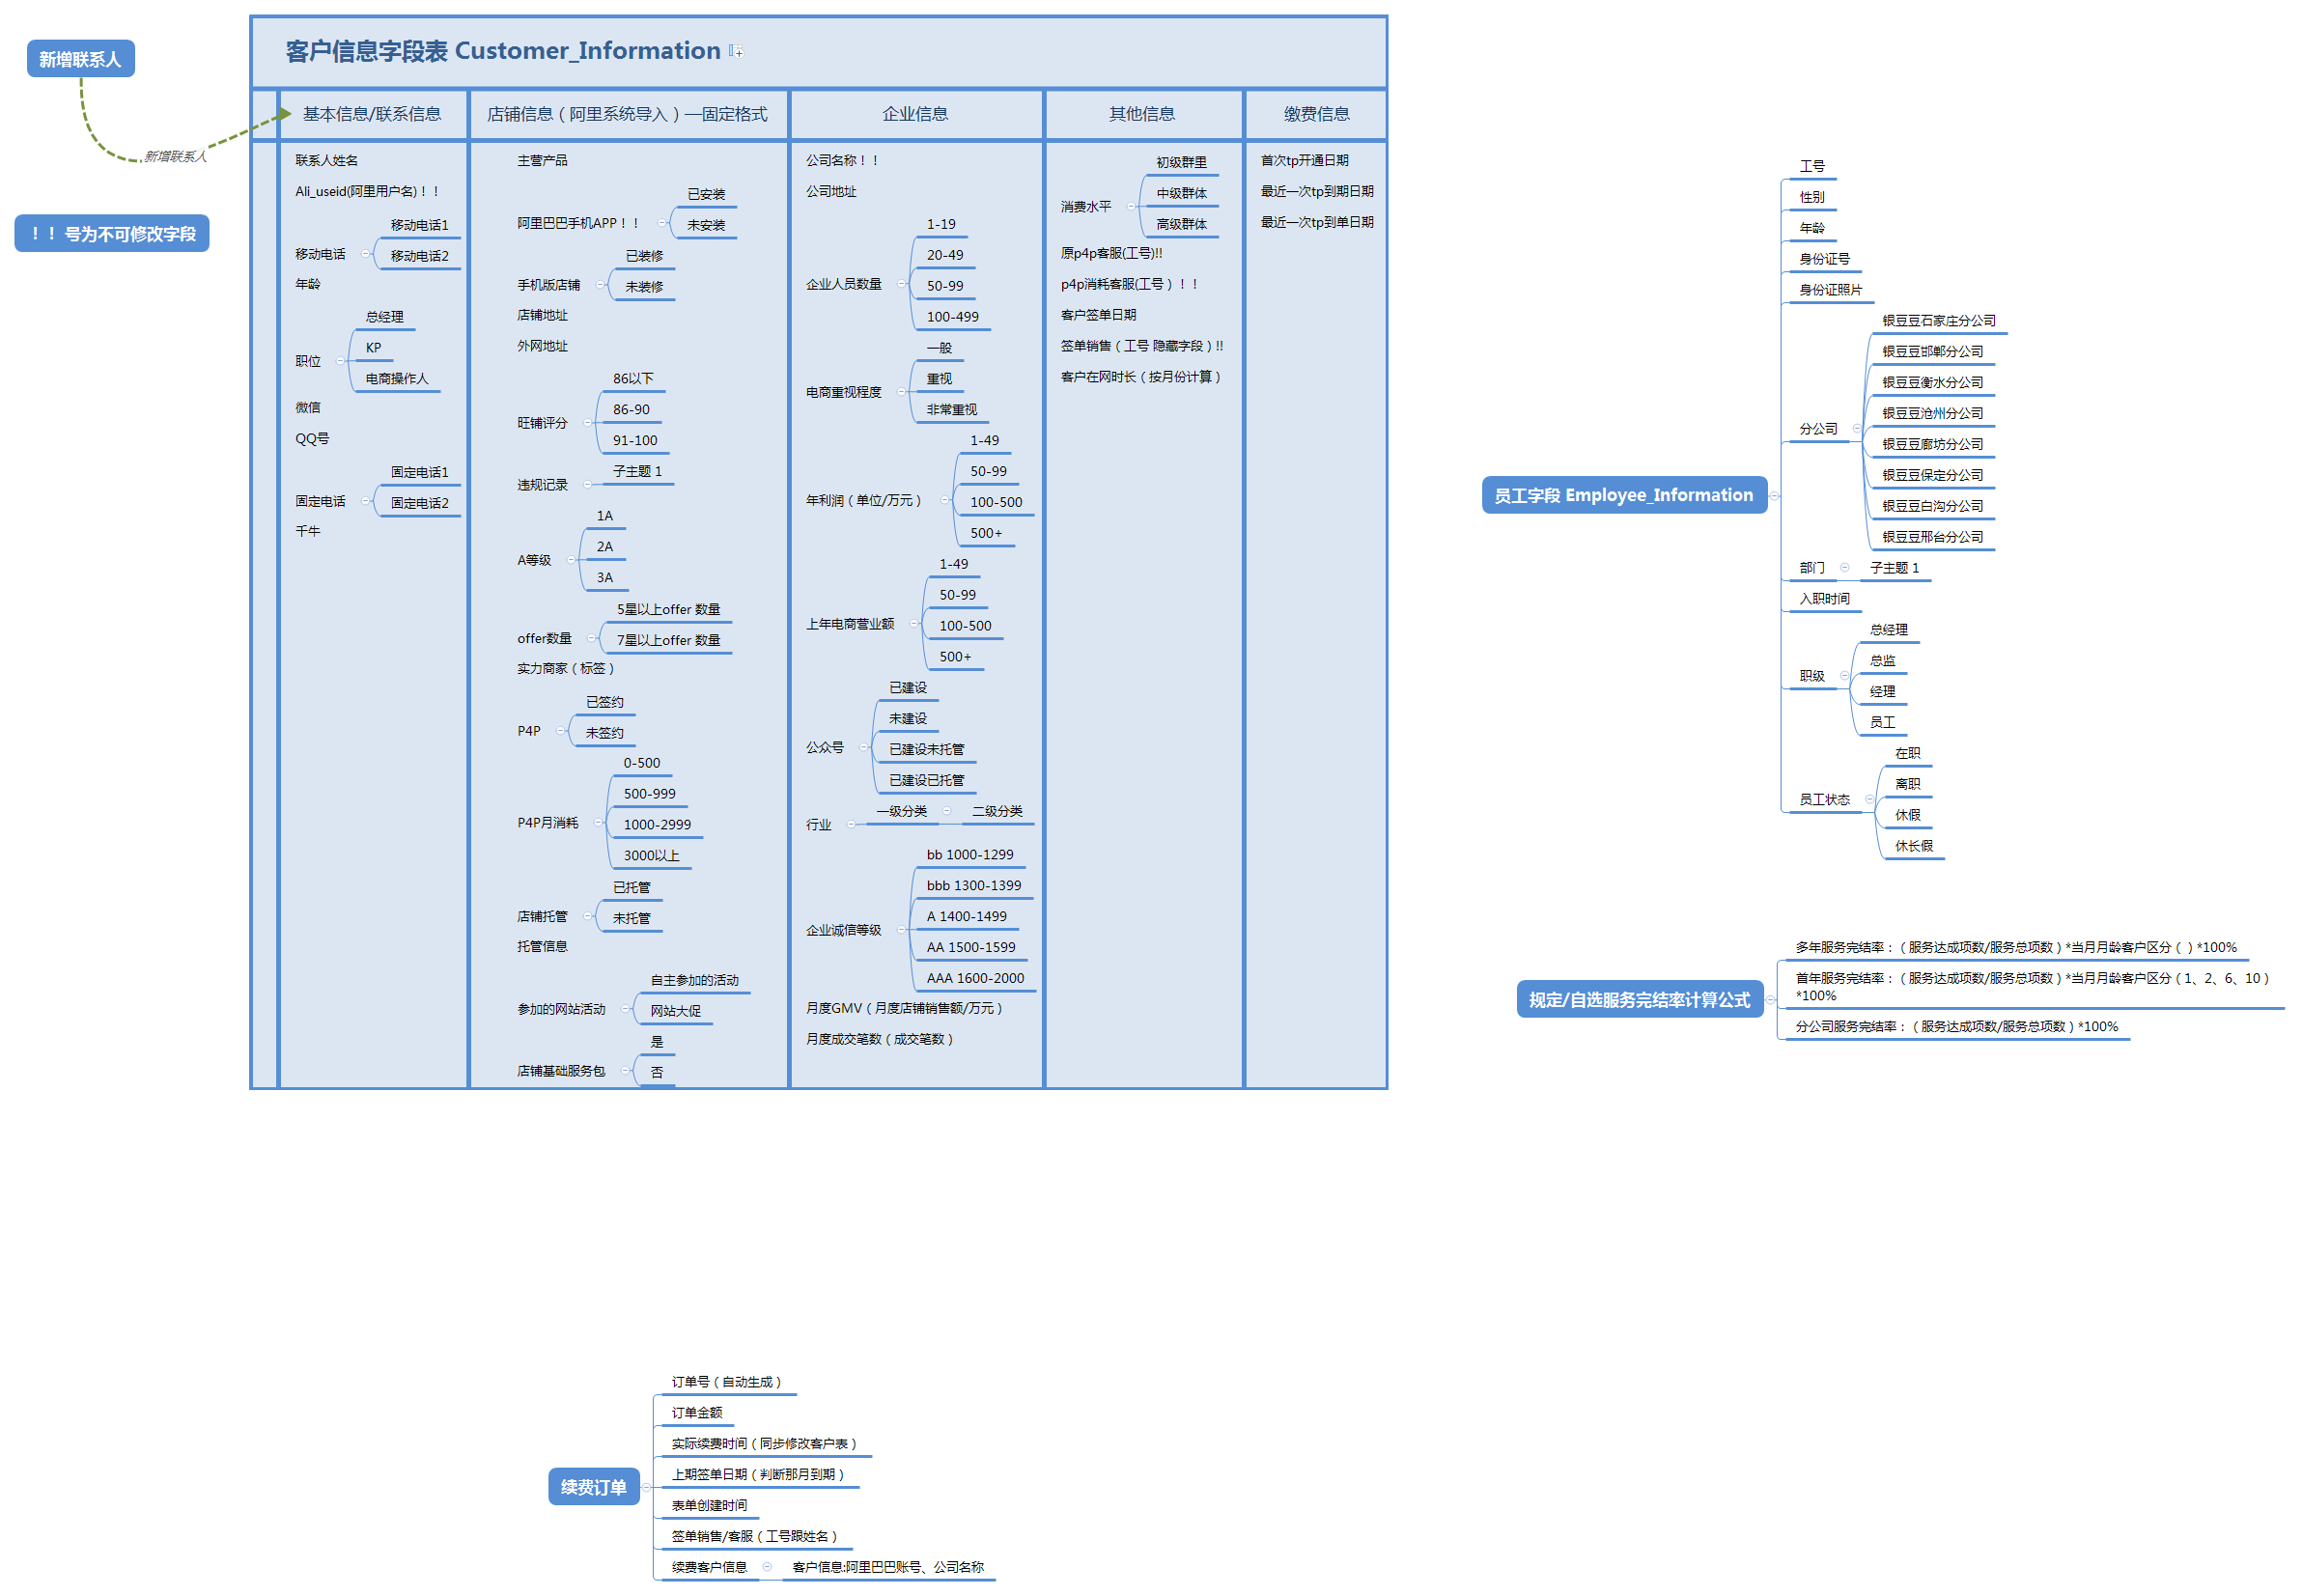 新增联系人
新增联系人
！！号为不可修改字段
客户信息字段表 Customer_Information
基本信息/联系信息
店铺信息（阿里系统导入）—固定格式
企业信息
其他信息
缴费信息
联系人姓名
Ali_useid(阿里用户名)！！
移动电话
移动电话1
移动电话2
年龄
职位
总经理
KP
电商操作人
微信
QQ号
固定电话
固定电话1
固定电话2
千牛
主营产品
阿里巴巴手机APP！！
已安装
未安装
手机版店铺
已装修
未装修
店铺地址
外网地址
旺铺评分
86以下
86-90
91-100
违规记录
子主题 1
A等级
1A
2A
3A
offer数量
5星以上offer 数量
7星以上offer 数量
实力商家（标签）
P4P
已签约
未签约
P4P月消耗
0-500
500-999
1000-2999
3000以上
店铺托管
已托管
未托管
托管信息
参加的网站活动
自主参加的活动
网站大促
店铺基础服务包
是
否
公司名称！！
公司地址
企业人员数量
1-19
20-49
50-99
100-499
电商重视程度
一般
重视
非常重视
年利润（单位/万元）
1-49
50-99
100-500
500+
上年电商营业额
1-49
50-99
100-500
500+
公众号
已建设
未建设
已建设未托管
已建设已托管
行业
一级分类
二级分类
企业诚信等级
bb 1000-1299
bbb 1300-1399
A 1400-1499
AA 1500-1599
AAA 1600-2000
月度GMV（月度店铺销售额/万元）
月度成交笔数（成交笔数）
消费水平
初级群里
中级群体
高级群体
原p4p客服(工号)!!
p4p消耗客服(工号）！！
客户签单日期
签单销售（工号 隐藏字段）!!
客户在网时长（按月份计算）
首次tp开通日期
最近一次tp到期日期
最近一次tp到单日期
员工字段 Employee_Information
工号
性别
年龄
身份证号
身份证照片
分公司
银豆豆石家庄分公司
银豆豆邯郸分公司
银豆豆衡水分公司
银豆豆沧州分公司
银豆豆廊坊分公司
银豆豆保定分公司
银豆豆白沟分公司
银豆豆邢台分公司
部门
子主题 1
入职时间
职级
总经理
总监
经理
员工
员工状态
在职
离职
休假
休长假
规定/自选服务完结率计算公式
多年服务完结率：（服务达成项数/服务总项数）*当月月龄客户区分（ ）*100%
首年服务完结率：（服务达成项数/服务总项数）*当月月龄客户区分（1、2、6、10）
*100%
分公司服务完结率：（服务达成项数/服务总项数）*100%
续费订单
订单号（自动生成）
订单金额
实际续费时间（同步修改客户表）
上期签单日期（判断那月到期）
表单创建时间
签单销售/客服（工号跟姓名）
续费客户信息
客户信息:阿里巴巴账号、公司名称